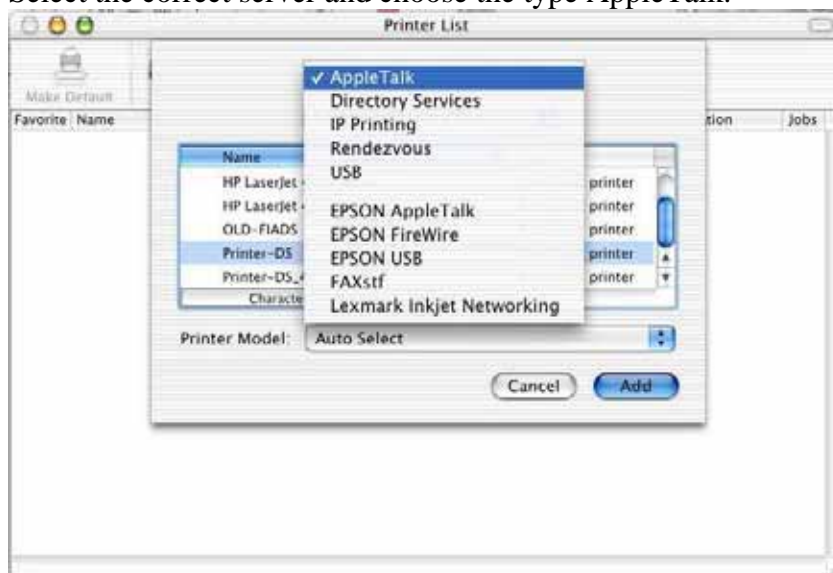 Select the correct server and choose the type AppleTalk.
Printer List
Make Default
Favorite Name
tion Jobs
✓ AppleTalk
Directory Services
IP Printing
Rendezvous
USB
EPSON AppleTalk
EPSON FireWire
EPSON USB
FAXstf
Lexmark Inkjet Networking
Name
HP LaserJet printer
HP LaserJet printer
OLD-FIADS printer
Printer-DS printer
Printer-DS_ printer
Characte
Printer Model: Auto Select
Cancel Add